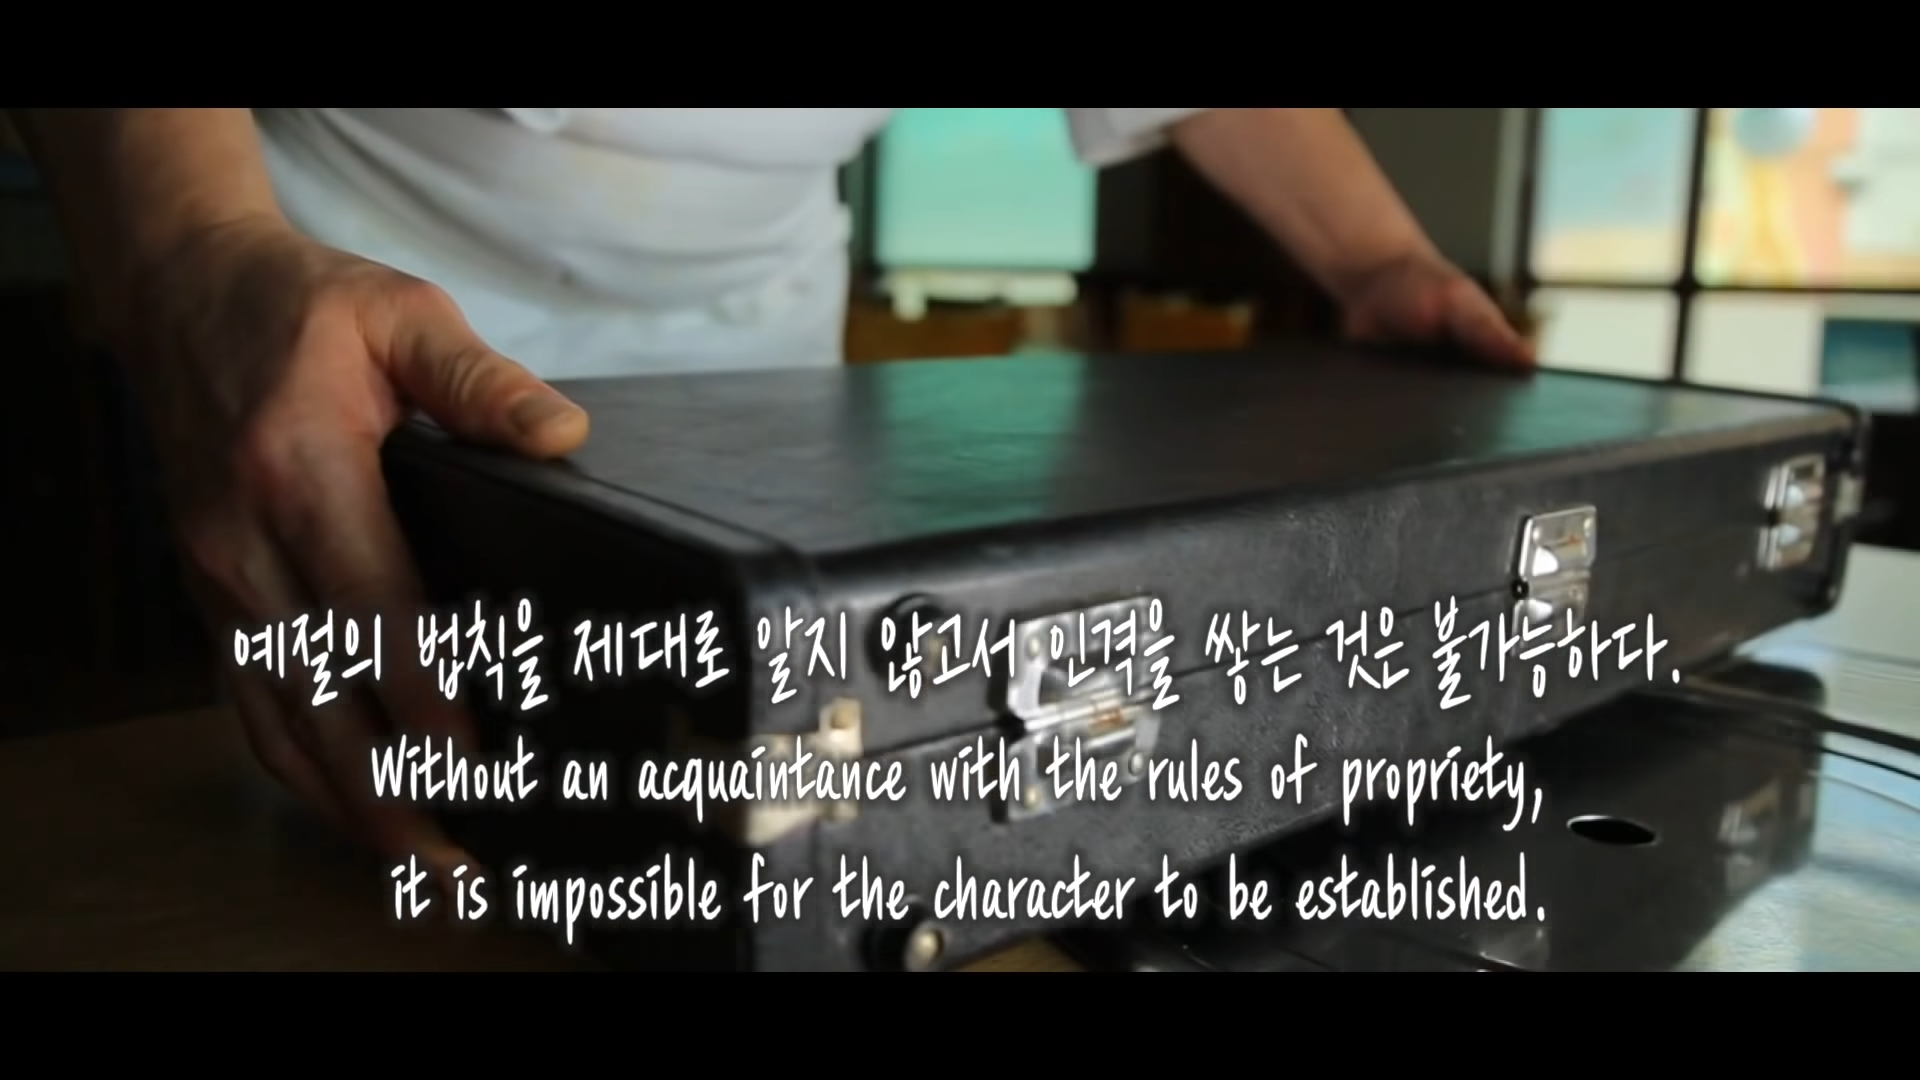 예절의 법칙을 제대로 알지 않고서 인격을 쌓는 것은 불가능하다.
Without an acquaintance with the rules of propriety,
it is impossible for the character to be established.